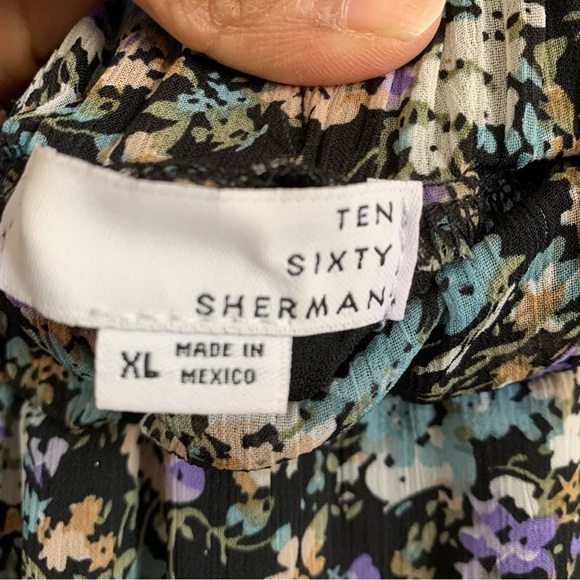 TEN
SIXTY
SHERMAN
XL MADE IN
MEXICO